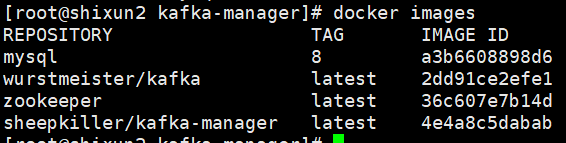 [root@shixun2 kafka-manager]# docker images
REPOSITORY TAG IMAGE ID
mysql 8 a3b6608898d6
wurstmeister/kafka latest 2dd91ce2efe1
zookeeper latest 36c607e7b14d
sheepkiller/kafka-manager latest 4e4a8c5dabab
[root@shixun2 kafka-manager]#